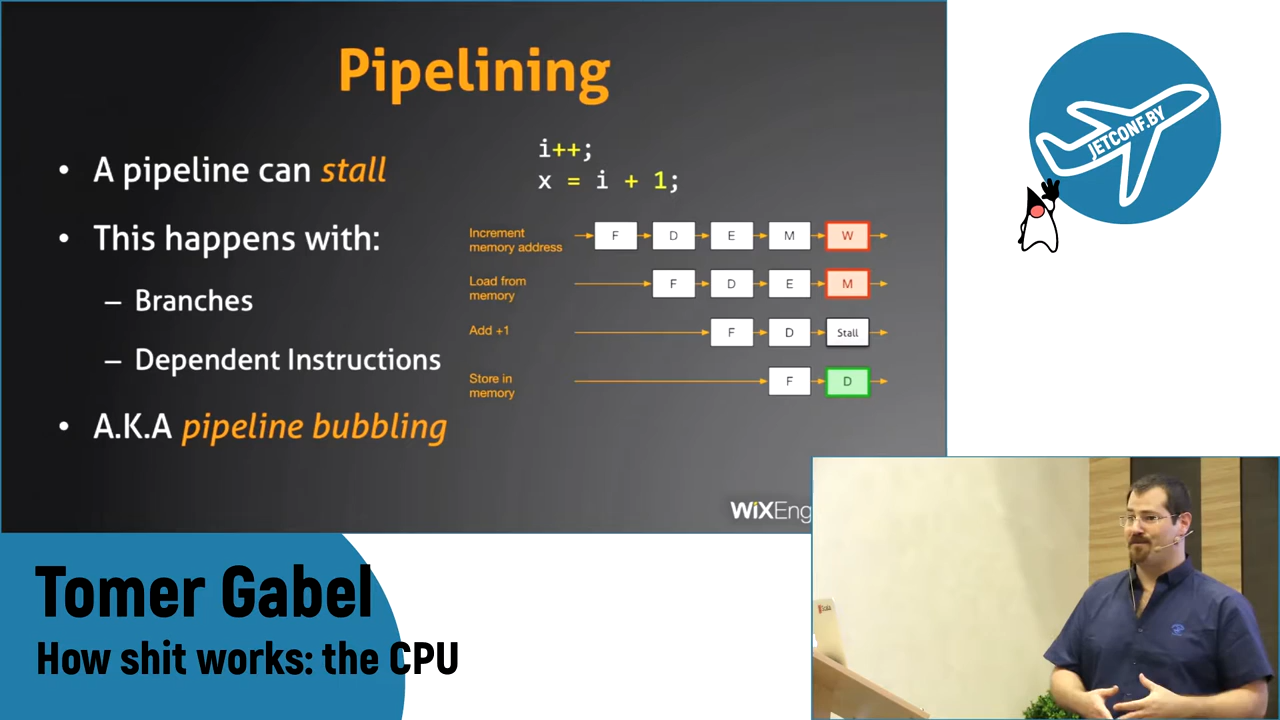 Pipelining
• A pipeline can stall
• This happens with:
– Branches
– Dependent Instructions
• A.K.A pipeline bubbling
i++;
x = i + 1;
Increment
memory address
F D E M W
Load from
memory
F D E M
Add +1
F D Stall
Store in
memory
F D
WiXEng
JETCONF.BY
Tomer Gabel
How shit works: the CPU